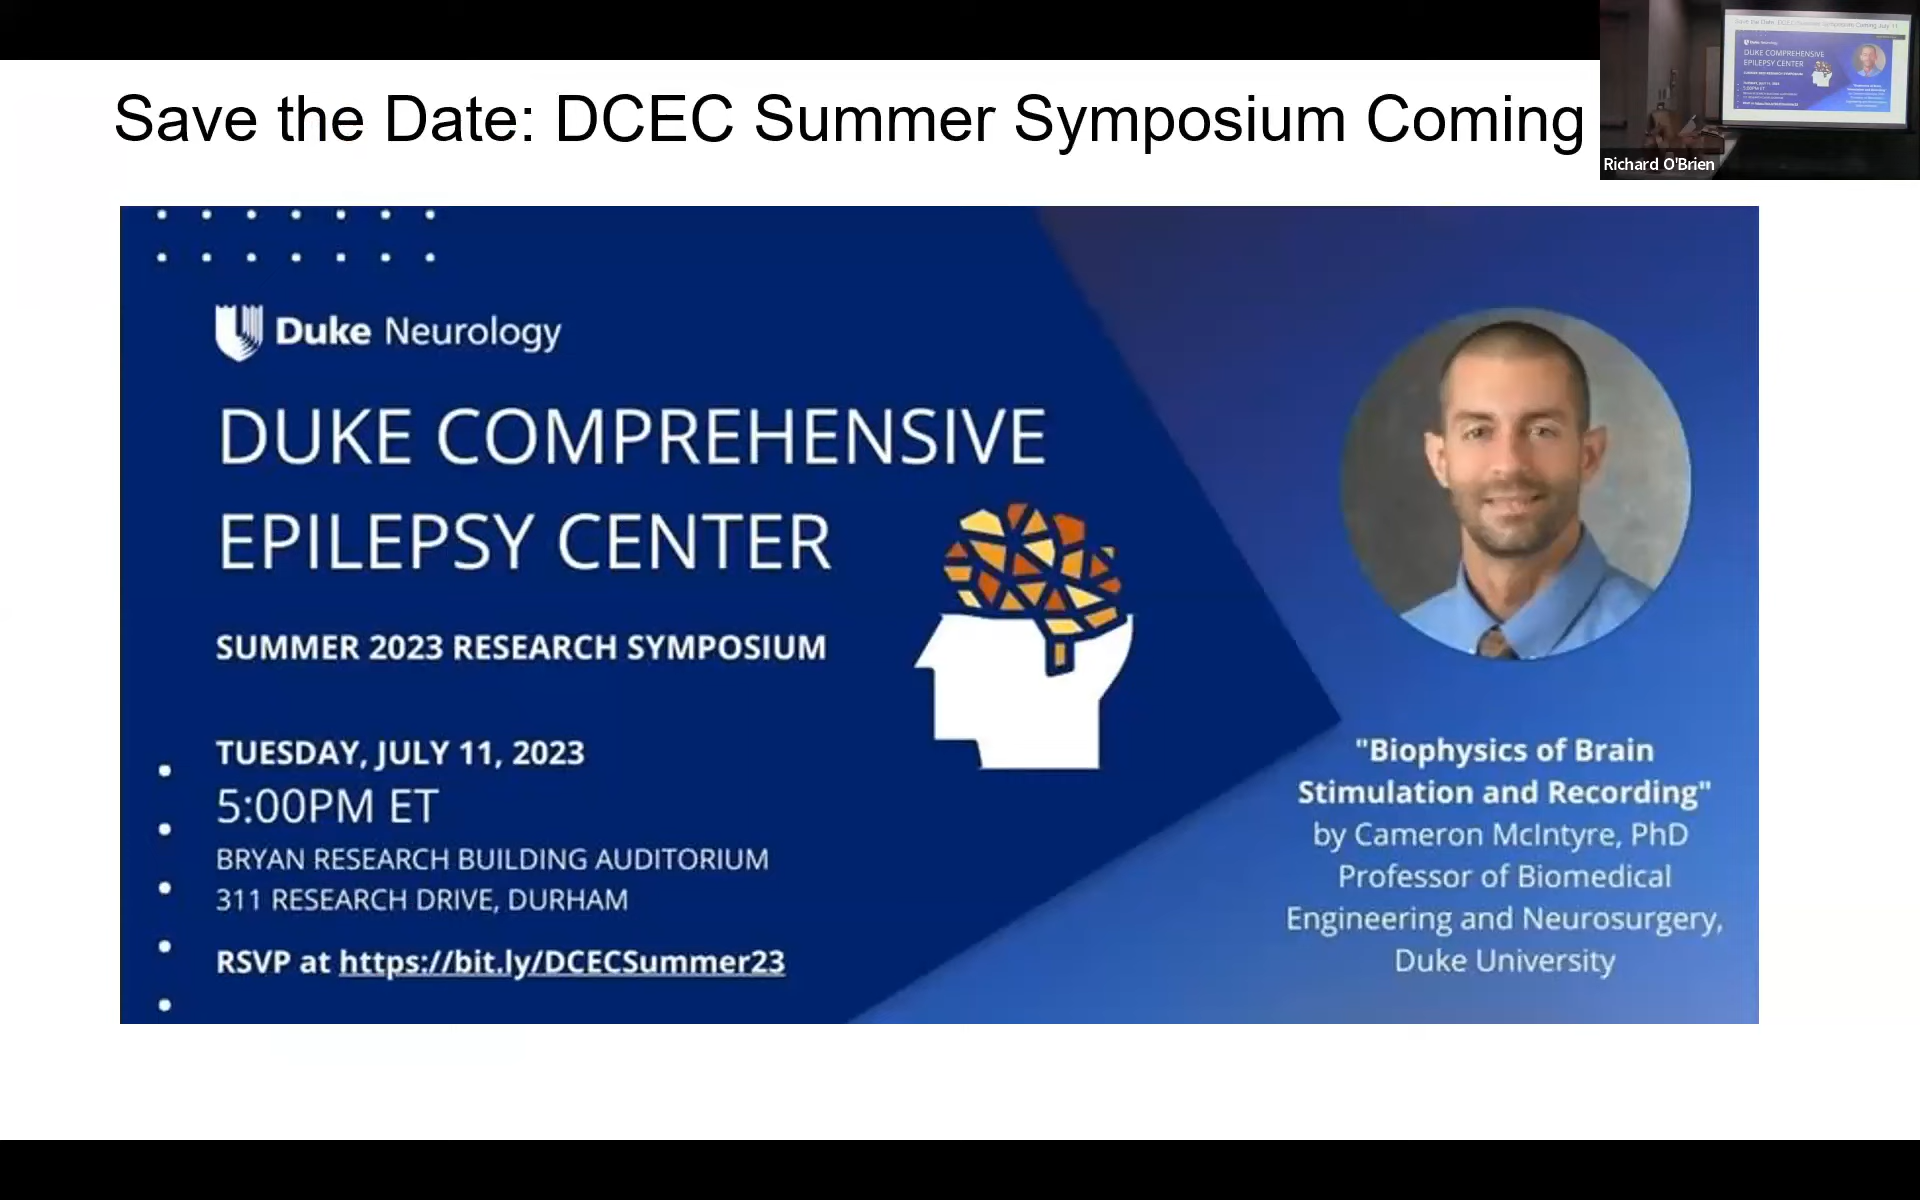 Save the Date: DCEC Summer Symposium Coming
Richard O'Brien
Duke Neurology
DUKE COMPREHENSIVE
EPILEPSY CENTER
SUMMER 2023 RESEARCH SYMPOSIUM
TUESDAY, JULY 11, 2023
5:00PM ET
BRYAN RESEARCH BUILDING AUDITORIUM
311 RESEARCH DRIVE, DURHAM
RSVP at https://bit.ly/DCECSummer23
"Biophysics of Brain
Stimulation and Recording"
by Cameron McIntyre, PhD
Professor of Biomedical
Engineering and Neurosurgery,
Duke University